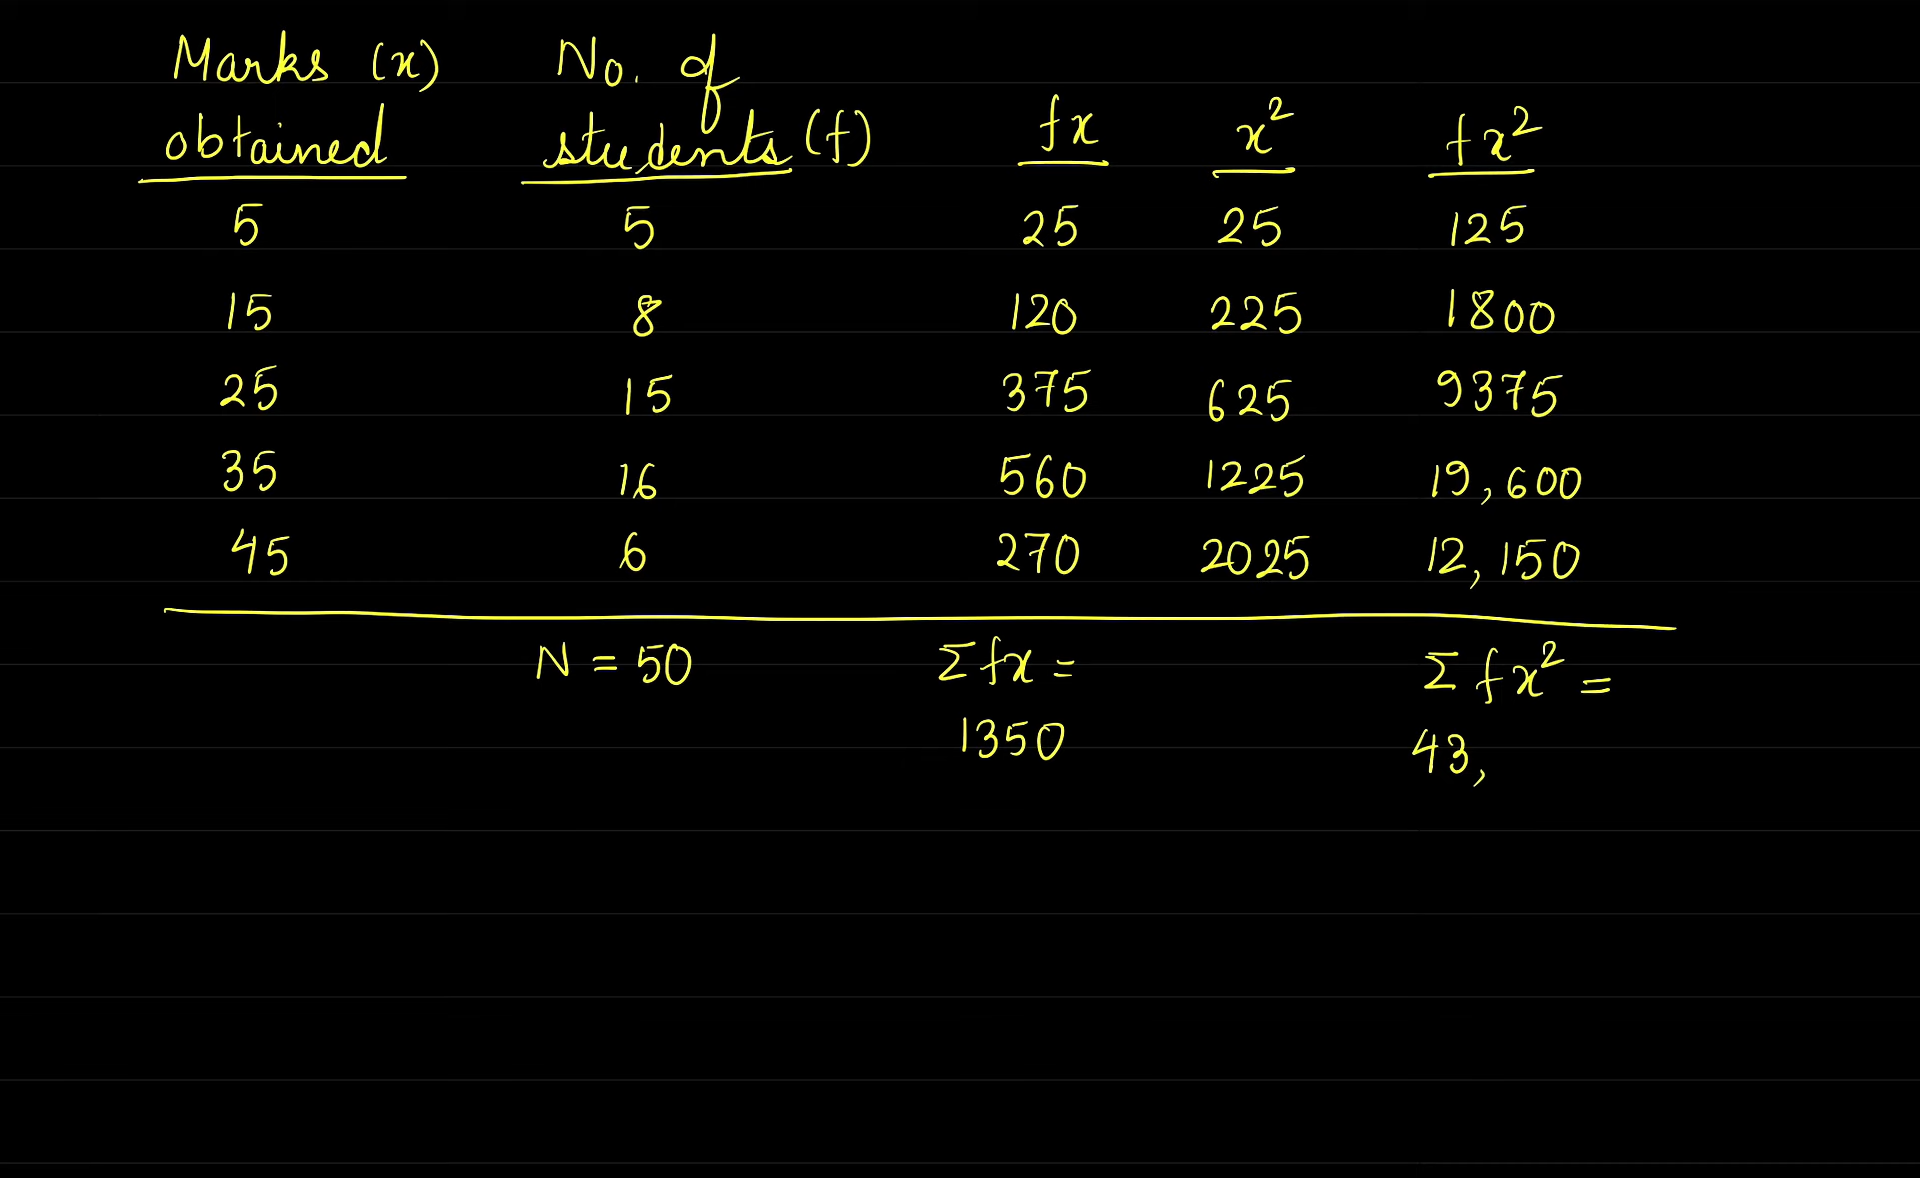 Marks (x) No. of
obtained students (f) fx x² fx²
5 5 25 25 125
15 8 120 225 1800
25 15 375 625 9375
35 16 560 1225 19,600
45 6 270 2025 12,150
N = 50 Σfx = Σfx² =
1350 43,